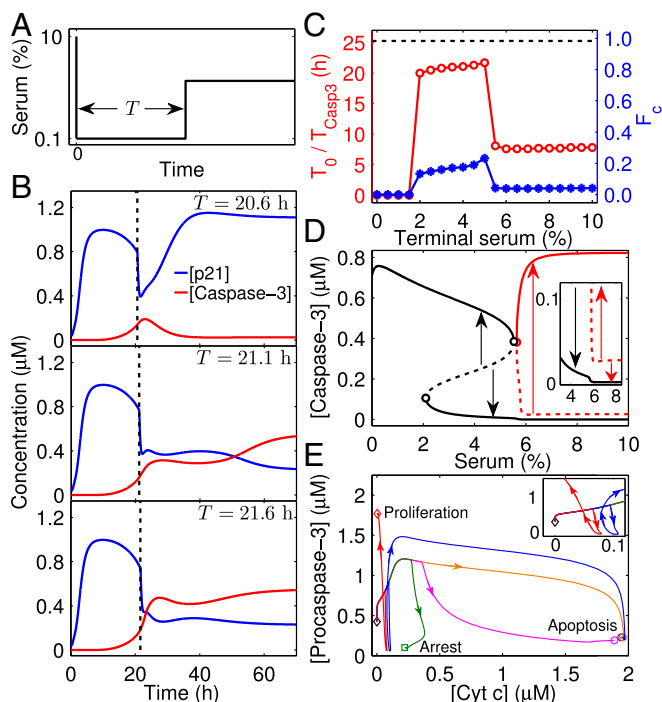 A
Serum (%)
10
0.1
T
0
Time
B
Concentration (μM)
1.2
0.8
0.4
0
T = 20.6 h
[p21]
[Caspase−3]
1.2
0.8
0.4
0
T = 21.1 h
1.2
0.8
0.4
0
T = 21.6 h
0 20 40 60
Time (h)
C
T0 / TCasp3 (h)
25
20
15
10
5
0
1.0
0.8
0.6
0.4
0.2
0.0
Fc
0 2.0 4.0 6.0 8.0 10
Terminal serum (%)
D
[Caspase−3] (μM)
0.8
0.6
0.4
0.2
0
0.1
0
4 6 8
0 2 4 6 8 10
Serum (%)
E
[Procaspase−3] (μM)
2
1.5
1
0.5
0
Proliferation
Arrest
Apoptosis
1
0
0 0.1
0 0.5 1 1.5 2
[Cyt c] (μM)